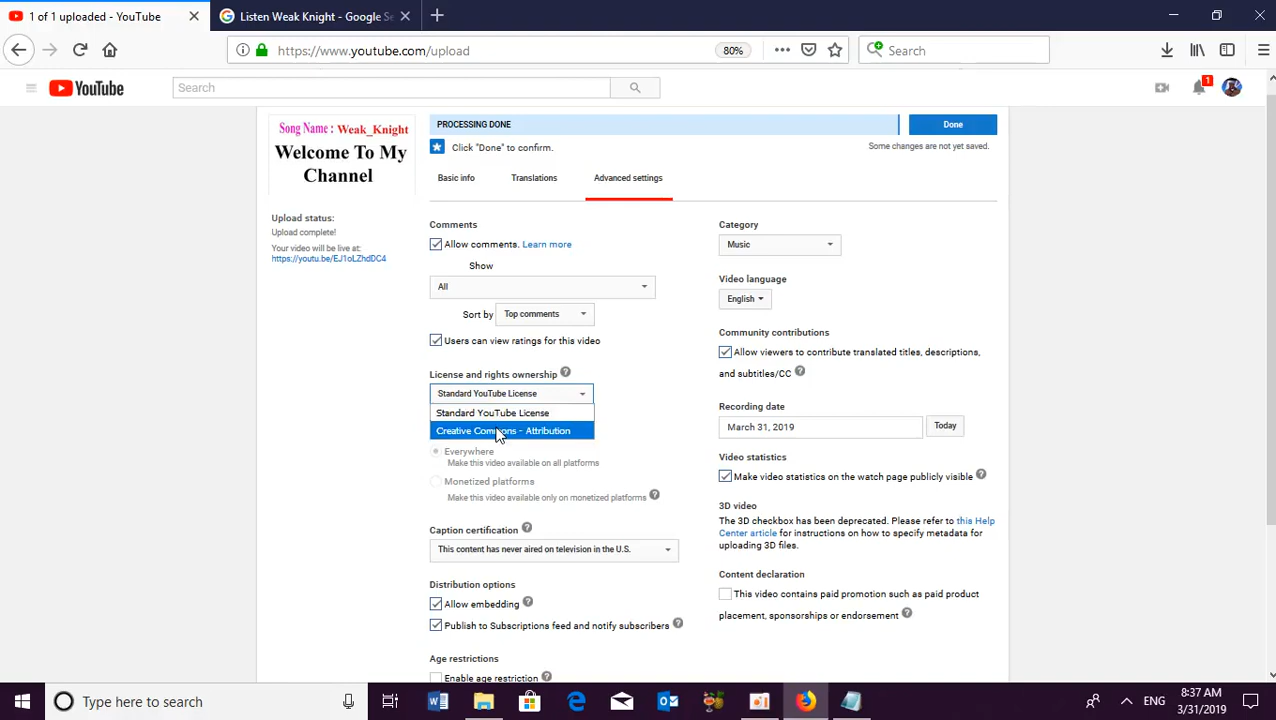 1 of 1 uploaded - YouTube
Listen Weak Knight - Google Se
https://www.youtube.com/upload
80%
Search
YouTube
Search
1
Song Name : Weak_Knight
Welcome To My
Channel
PROCESSING DONE
Done
Click "Done" to confirm.
Some changes are not yet saved.
Basic info
Translations
Advanced settings
Upload status:
Upload complete!
Your video will be live at:
https://youtu.be/EJ1oLZhdDC4
Comments
Allow comments. Learn more
Show
All
Sort by
Top comments
Users can view ratings for this video
License and rights ownership
Standard YouTube License
Standard YouTube License
Creative Commons - Attribution
Everywhere
Make this video available on all platforms
Monetized platforms
Make this video available only on monetized platforms
Caption certification
This content has never aired on television in the U.S.
Distribution options
Allow embedding
Publish to Subscriptions feed and notify subscribers
Age restrictions
Enable age restriction
Category
Music
Video language
English
Community contributions
Allow viewers to contribute translated titles, descriptions,
and subtitles/CC
Recording date
March 31, 2019
Today
Video statistics
Make video statistics on the watch page publicly visible
3D video
The 3D checkbox has been deprecated. Please refer to this Help
Center article for instructions on how to specify metadata for
uploading 3D files.
Content declaration
This video contains paid promotion such as paid product
placement, sponsorships or endorsement
Type here to search
ENG
8:37 AM
3/31/2019